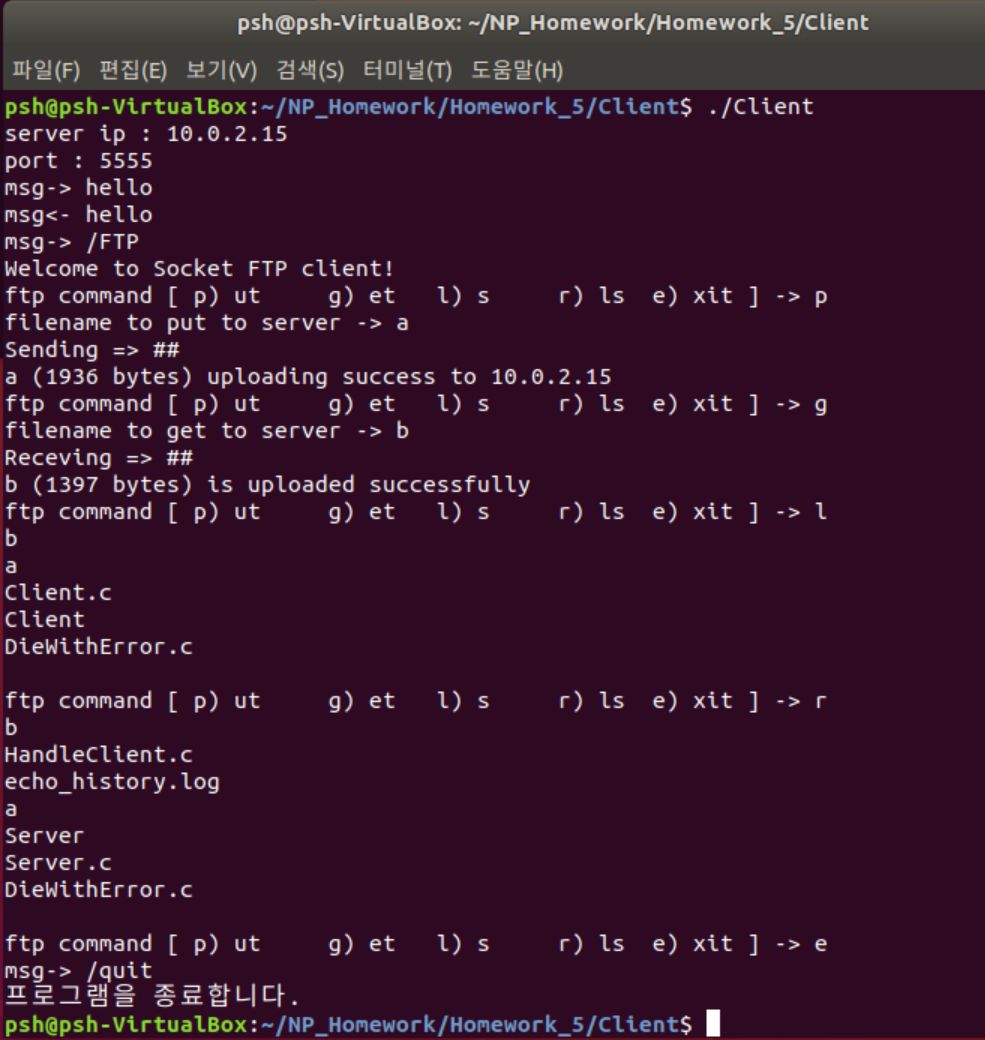 psh@psh-VirtualBox: ~/NP_Homework/Homework_5/Client
파일(F) 편집(E) 보기(V) 검색(S) 터미널(T) 도움말(H)
psh@psh-VirtualBox:~/NP_Homework/Homework_5/Client$ ./Client
server ip : 10.0.2.15
port : 5555
msg-> hello
msg<- hello
msg-> /FTP
Welcome to Socket FTP client!
ftp command [ p) ut     g) et   l) s     r) ls  e) xit ] -> p
filename to put to server -> a
Sending => ##
a (1936 bytes) uploading success to 10.0.2.15
ftp command [ p) ut     g) et   l) s     r) ls  e) xit ] -> g
filename to get to server -> b
Receving => ##
b (1397 bytes) is uploaded successfully
ftp command [ p) ut     g) et   l) s     r) ls  e) xit ] -> l
b
a
Client.c
Client
DieWithError.c
ftp command [ p) ut     g) et   l) s     r) ls  e) xit ] -> r
b
HandleClient.c
echo_history.log
a
Server
Server.c
DieWithError.c
ftp command [ p) ut     g) et   l) s     r) ls  e) xit ] -> e
msg-> /quit
프로그램을 종료합니다.
psh@psh-VirtualBox:~/NP_Homework/Homework_5/Client$